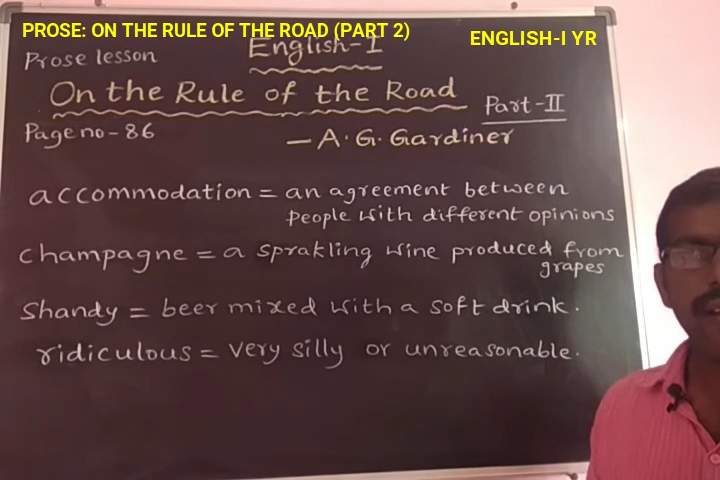 PROSE: ON THE RULE OF THE ROAD (PART 2)
ENGLISH-I YR
English-I
Prose lesson
On the Rule of the Road Part-II
Page no-86
- A. G. Gardiner
accommodation = an agreement between
people with different opinions
champagne = a sprakling wine produced from
grapes
Shandy = beer mixed with a soft drink.
ridiculous = very silly or unreasonable.